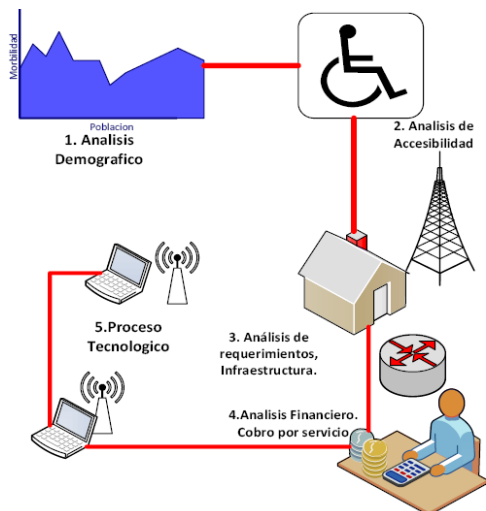 Morbilidad
Poblacion
1. Analisis
Demografico
2. Analisis de
Accesibilidad
3. Análisis de
requerimientos,
Infraestructura.
4.Analisis Financiero.
Cobro por servicio
5.Proceso
Tecnologico